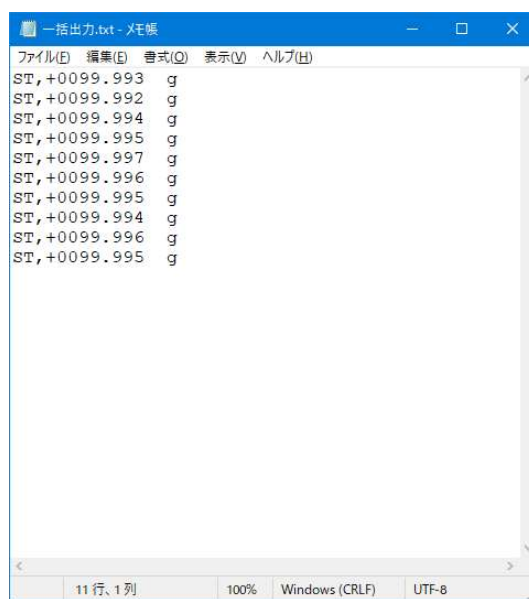 一括出力.txt - メモ帳
ファイル(F) 編集(E) 書式(O) 表示(V) ヘルプ(H)
ST,+0099.993  g
ST,+0099.992  g
ST,+0099.994  g
ST,+0099.995  g
ST,+0099.997  g
ST,+0099.996  g
ST,+0099.995  g
ST,+0099.994  g
ST,+0099.996  g
ST,+0099.995  g
11 行、1 列 100% Windows (CRLF) UTF-8